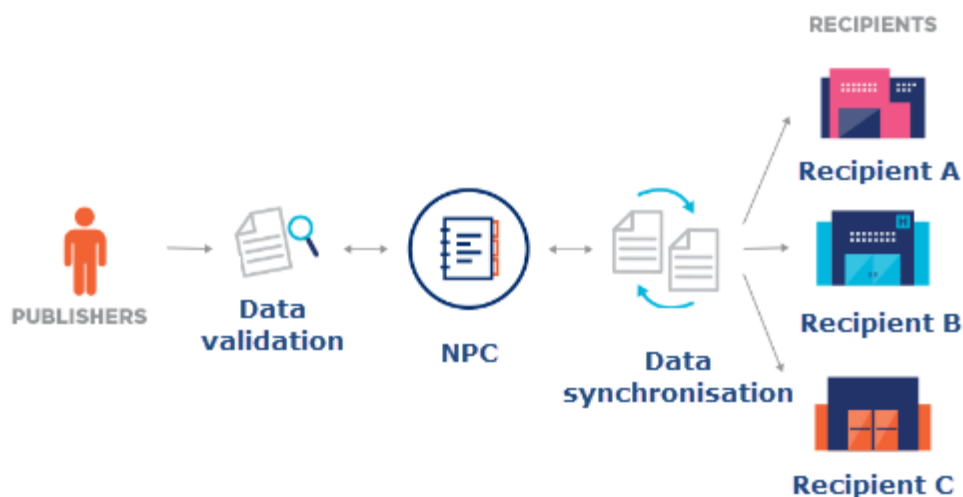 RECIPIENTS
Recipient A
H
PUBLISHERS
Data
validation
NPC
Data
synchronisation
Recipient B
Recipient C